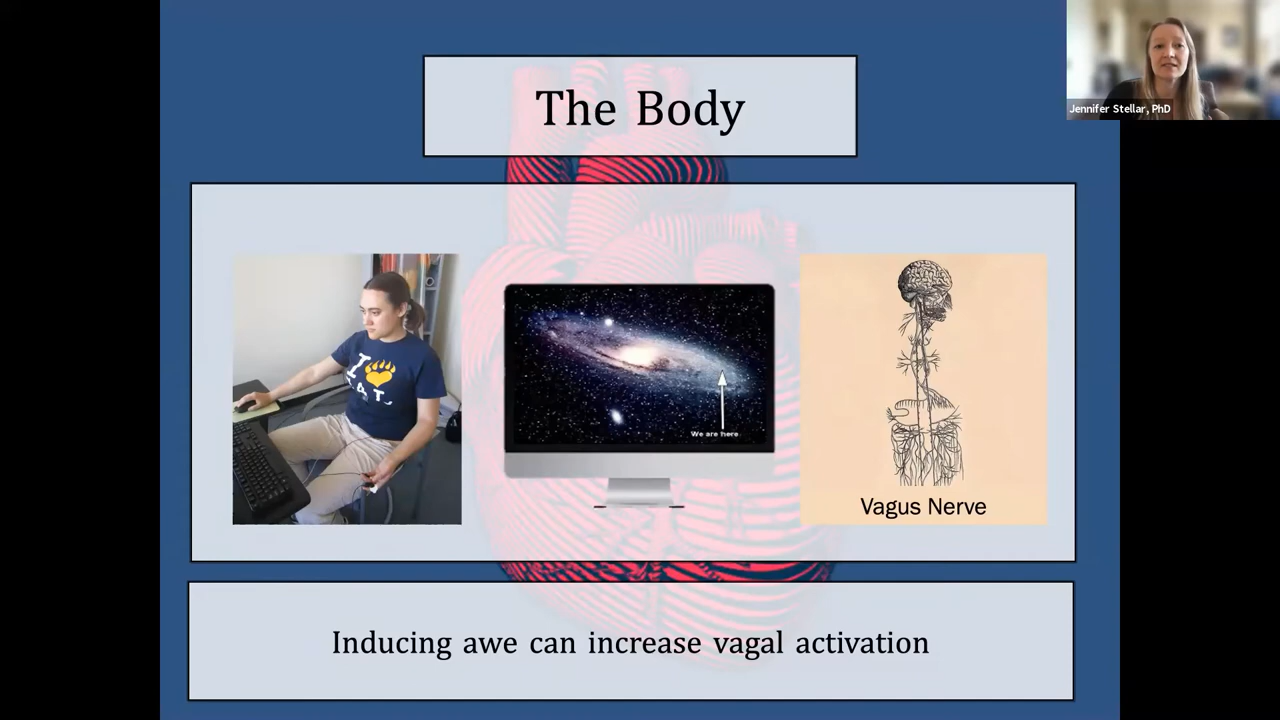 The Body
Jennifer Stellar, PhD
I
We are here
Vagus Nerve
Inducing awe can increase vagal activation